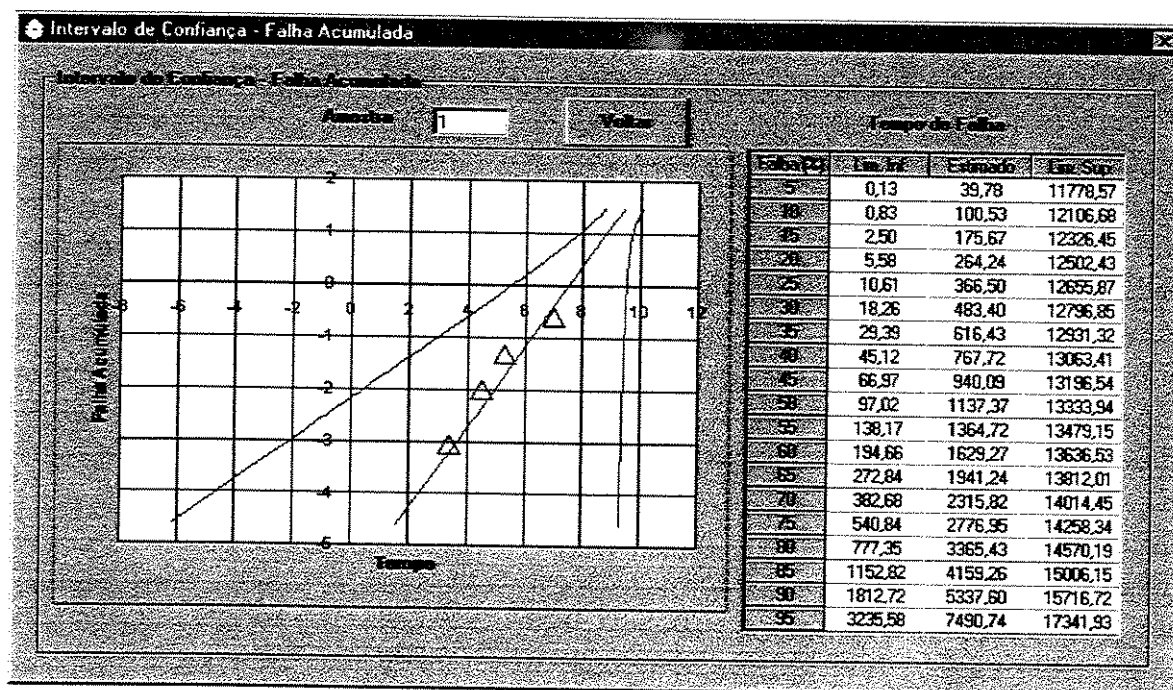 Intervalo de Confiança - Falha Acumulada
Intervalo de Confiança - Falha Acumulada
Amostra 1 Voltar
Tempo de Falha
Falha(%) Lim. Inf. Estimado Lim. Sup.
5 0,13 39,78 11778,57
10 0,83 100,53 12106,68
15 2,50 175,67 12326,45
20 5,58 264,24 12502,43
25 10,61 366,50 12655,87
30 18,26 483,40 12796,85
35 29,39 616,43 12931,32
40 45,12 767,72 13063,41
45 66,97 940,09 13196,54
50 97,02 1137,37 13333,94
55 138,17 1364,72 13479,15
60 194,66 1629,27 13636,53
65 272,84 1941,24 13812,01
70 382,68 2315,82 14014,45
75 540,84 2776,95 14258,34
80 777,35 3365,43 14570,19
85 1152,82 4159,26 15006,15
90 1812,72 5337,60 15716,72
95 3235,58 7490,74 17341,93
2
1
0
-8 -6 -4 -2 0 2 4 6 8 10 12
-1
-2
-3
-4
-5
Falha Acumulada
Tempo